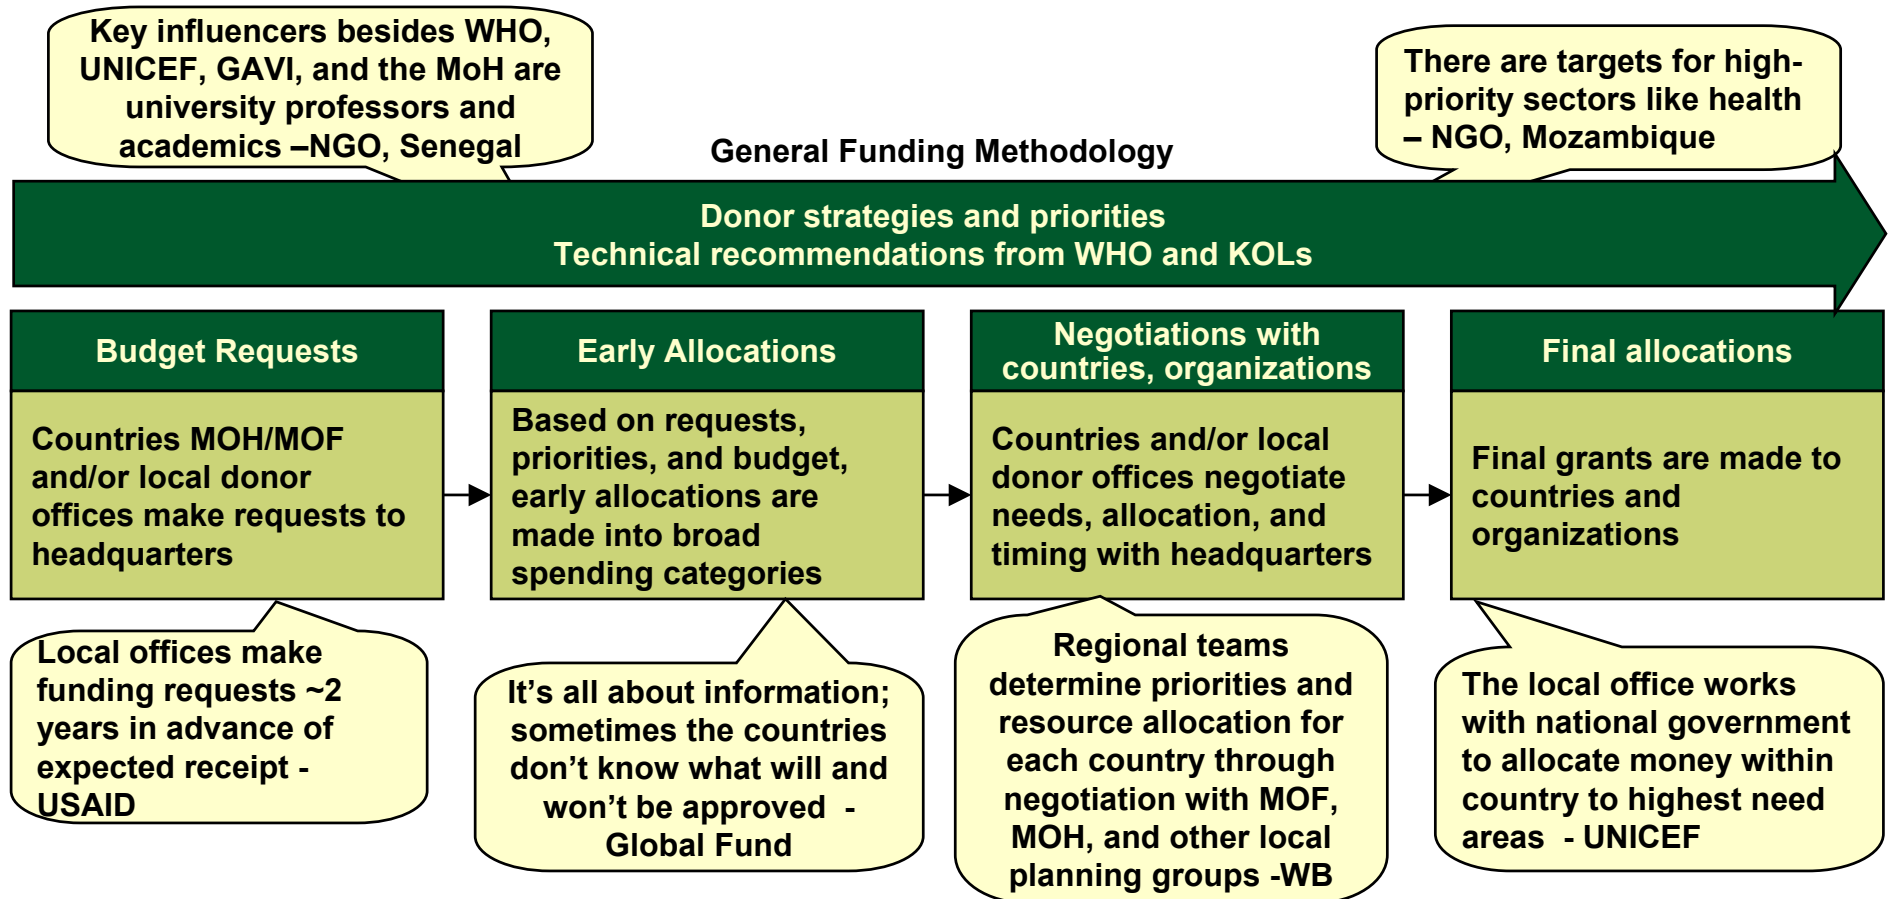 Key influencers besides WHO,
UNICEF, GAVI, and the MoH are
university professors and
academics –NGO, Senegal
There are targets for high-
priority sectors like health
– NGO, Mozambique
General Funding Methodology
Donor strategies and priorities
Technical recommendations from WHO and KOLs
Budget Requests
Countries MOH/MOF
and/or local donor
offices make requests to
headquarters
Early Allocations
Based on requests,
priorities, and budget,
early allocations are
made into broad
spending categories
Negotiations with
countries, organizations
Countries and/or local
donor offices negotiate
needs, allocation, and
timing with headquarters
Final allocations
Final grants are made to
countries and
organizations
Local offices make
funding requests ~2
years in advance of
expected receipt -
USAID
It’s all about information;
sometimes the countries
don’t know what will and
won’t be approved -
Global Fund
Regional teams
determine priorities and
resource allocation for
each country through
negotiation with MOF,
MOH, and other local
planning groups -WB
The local office works
with national government
to allocate money within
country to highest need
areas - UNICEF